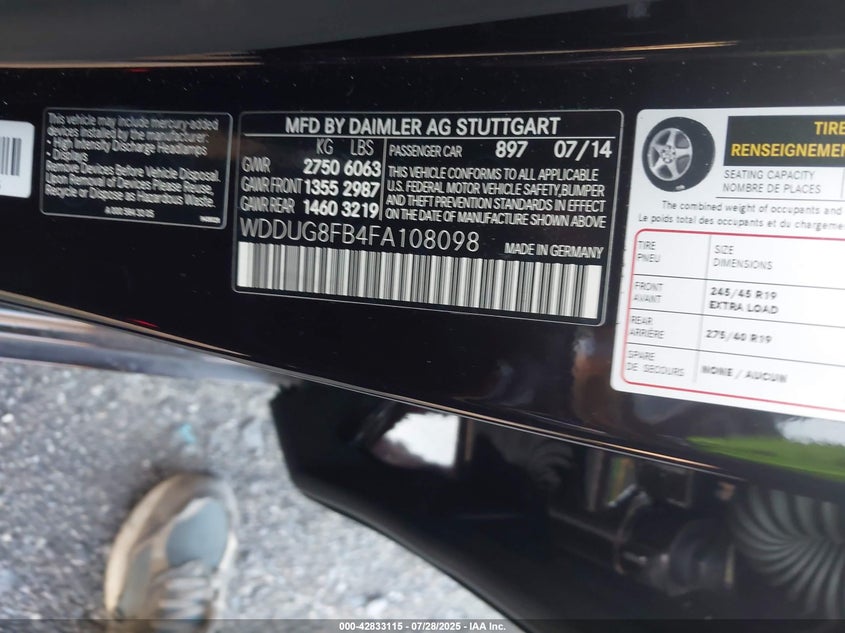 This vehicle may include mercury added
devices installed by the manufacturer:
- High Intensity Discharge Headlamps
- Displays
Remove Devices Before Vehicle Disposal.
Upon Removal of Devices Please Reuse,
Recycle or Dispose as Hazardous Waste.
MFD BY DAIMLER AG STUTTGART
KG LBS
GVWR 2750 6063
GAWR FRONT 1355 2987
GAWR REAR 1460 3219
PASSENGER CAR 897 07/14
THIS VEHICLE CONFORMS TO ALL APPLICABLE
U.S. FEDERAL MOTOR VEHICLE SAFETY, BUMPER
AND THEFT PREVENTION STANDARDS IN EFFECT
ON THE DATE OF MANUFACTURE SHOWN ABOVE
WDDUG8FB4FA108098
MADE IN GERMANY
TIRE
RENSEIGNEMEN
SEATING CAPACITY
NOMBRE DE PLACES
The combined weight of occupants and
Le poids total des occupants et du
TIRE
PNEU
SIZE
DIMENSIONS
FRONT
AVANT
245/45 R19
EXTRA LOAD
REAR
ARRIÈRE
275/40 R19
SPARE
DE SECOURS
NONE / AUCUN
000-42833115 - 07/28/2025 - IAA Inc.